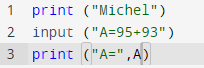 1 print ("Michel")
2 input ("A=95+93")
3 print ("A=",A)